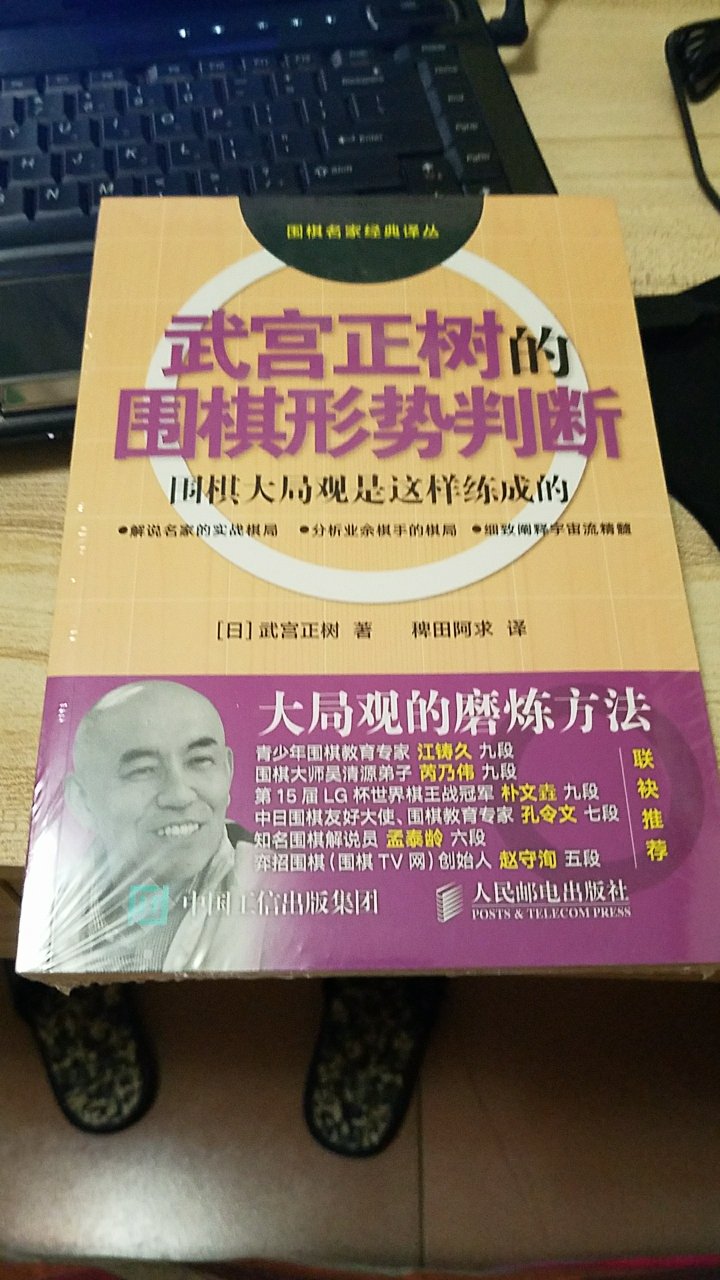 围棋名家经典译丛
武宫正树的
围棋形势判断
围棋大局观是这样练成的
●解说名家的实战棋局 ●分析业余棋手的棋局 ●细致阐释宇宙流精髓
[日] 武宫正树 著 稗田阿求 译
大局观的磨炼方法
青少年围棋教育专家 江铸久 九段
围棋大师吴清源弟子 芮乃伟 九段
第15届LG杯世界棋王战冠军 朴文垚 九段
中日围棋友好大使、围棋教育专家 孔令文 七段
知名围棋解说员 孟泰龄 六段
弈招围棋(围棋TV网)创始人 赵守洵 五段
联袂推荐
中国工信出版集团
人民邮电出版社
POSTS & TELECOM PRESS